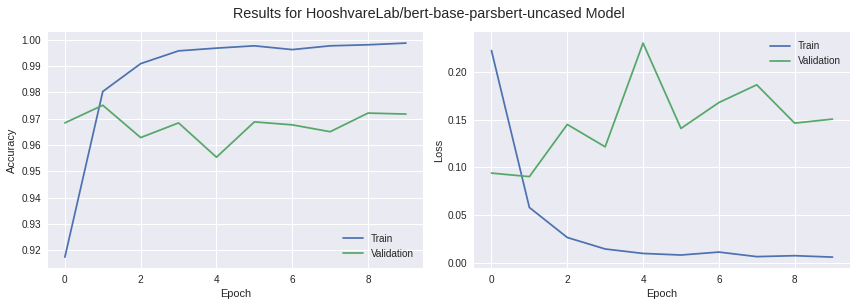 Results for HooshvareLab/bert-base-parsbert-uncased Model
1.00
0.99
0.98
0.97
0.96
0.95
0.94
0.93
0.92
Accuracy
0 2 4 6 8
Epoch
Train
Validation
0.20
0.15
0.10
0.05
0.00
Loss
0 2 4 6 8
Epoch
Train
Validation